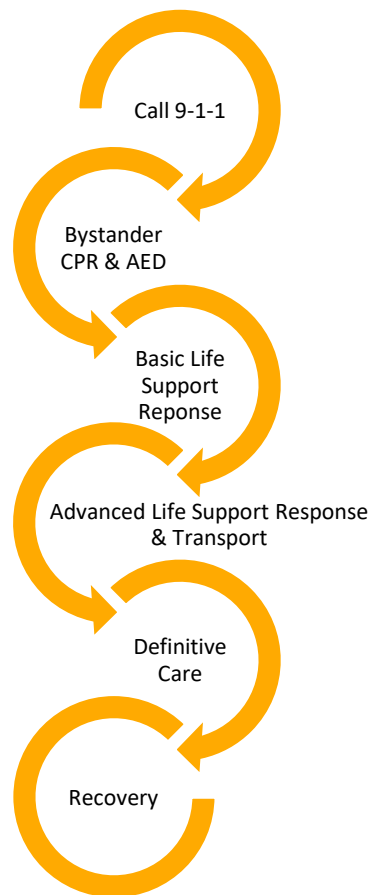 Call 9-1-1
Bystander
CPR & AED
Basic Life
Support
Reponse
Advanced Life Support Response
& Transport
Definitive
Care
Recovery